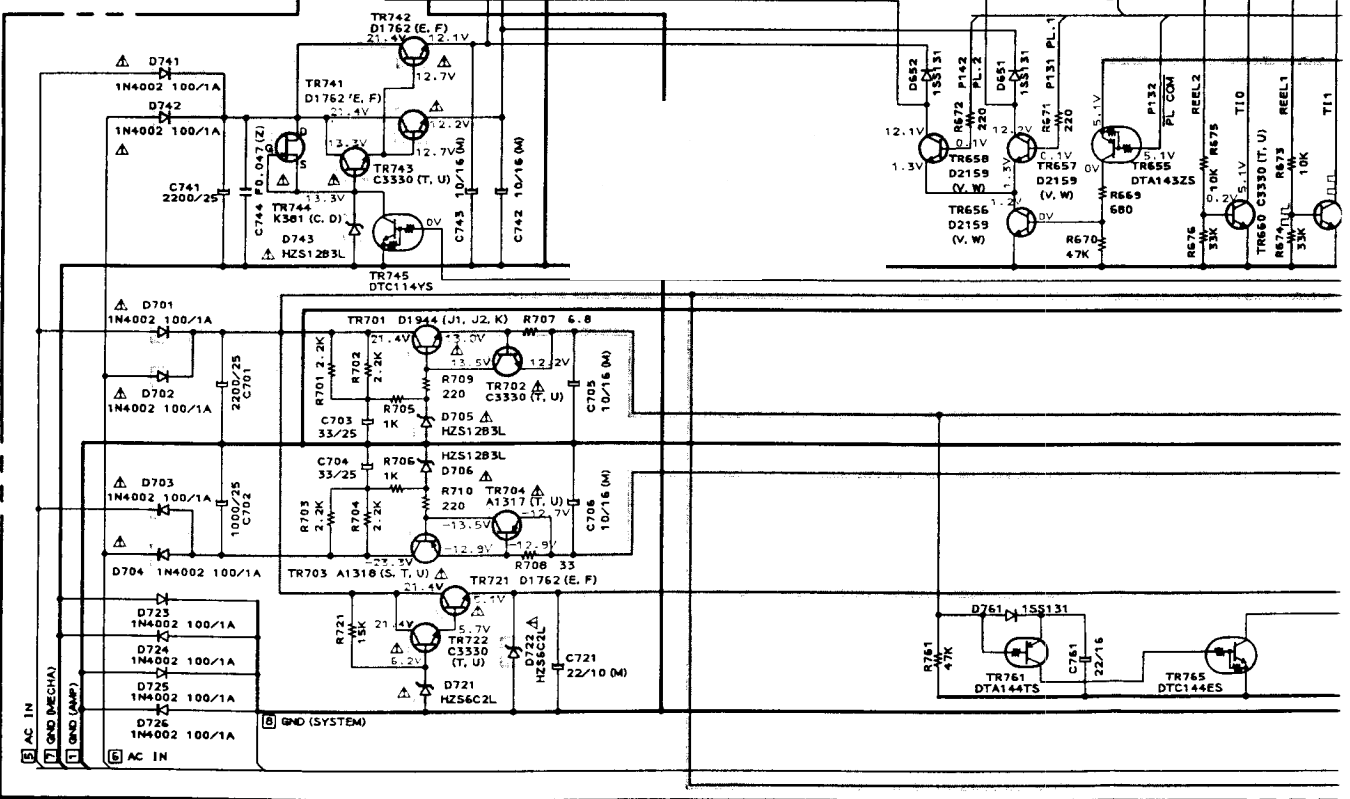 TR742
D1762 (E, F)
21.4V
12.1V
12.7V
D741
1N4002 100/1A
D742
1N4002 100/1A
TR741
D1762 (E, F)
21.4V
12.2V
12.7V
13.3V
D
G
S
TR743
C3330 (T, U)
C741
2200/25
C744 F0.047 (Z)
TR744
K381 (C, D)
13.3V
D743
HZS12B3L
0V
TR745
DTC114YS
C743 10/16 (M)
C742 10/16 (M)
D652
1SS131
P142
PL.2
R672
220
D651
1SS131
P131 PL.1
R671
220
12.1V
1.3V
0.1V
TR658
D2159
(V, W)
12.2V
1.3V
0.1V
TR657
D2159
(V, W)
TR656
D2159
(V, W)
1.2V
0V
5.1V
P132
PL COM
5.1V
0V
TR655
DTA143ZS
R669
680
R670
47K
REEL2
R675
10K
R676
33K
TI0
5.1V
0.2V
TR660 C3330 (T, U)
REEL1
R673
10K
R674
33K
TI1
D701
1N4002 100/1A
D702
1N4002 100/1A
2200/25
C701
TR701 D1944 (J1, J2, K)
R707 6.8
21.4V
13.0V
13.5V
12.2V
R701 2.2K
R702
2.2K
R709
220
TR702
C3330 (T, U)
C705
10/16 (M)
C703
33/25
R705
1K
D705
HZS12B3L
C704
33/25
R706
1K
HZS12B3L
D706
D703
1N4002 100/1A
1000/25
C702
R703
2.2K
R704
2.2K
R710
220
TR704
A1317 (T, U)
-13.5V
-12.7V
-12.9V
-12.9V
C706
10/16 (M)
D704 1N4002 100/1A
-23.3V
TR703 A1318 (S, T, U)
R708 33
21.4V
TR721 D1762 (E, F)
5.1V
D723
1N4002 100/1A
D724
1N4002 100/1A
D725
1N4002 100/1A
D726
1N4002 100/1A
R721
15K
21.4V
5.7V
TR722
C3330
(T, U)
6.2V
D721
HZS6C2L
D722
HZS6C2L
C721
22/10 (M)
D761 1SS131
R761
47K
TR761
DTA144TS
C761
22/16
TR765
DTC144ES
5 AC IN
7 GND (MECHA)
1 GND (AMP)
6 AC IN
8 GND (SYSTEM)